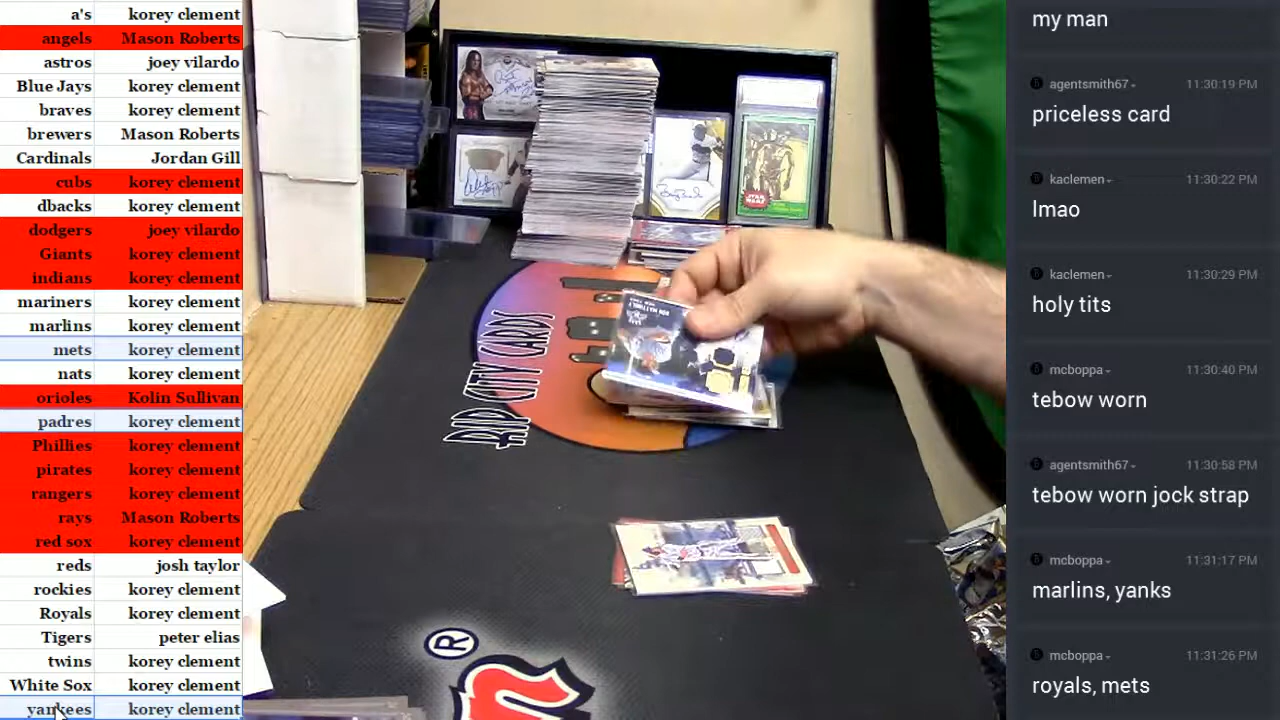 a's korey clement
angels Mason Roberts
astros joey vilardo
Blue Jays korey clement
braves korey clement
brewers Mason Roberts
Cardinals Jordan Gill
cubs korey clement
dbacks korey clement
dodgers joey vilardo
Giants korey clement
indians korey clement
mariners korey clement
marlins korey clement
mets korey clement
nats korey clement
orioles Kolin Sullivan
padres korey clement
Phillies korey clement
pirates korey clement
rangers korey clement
rays Mason Roberts
red sox korey clement
reds josh taylor
rockies korey clement
Royals korey clement
Tigers peter elias
twins korey clement
White Sox korey clement
yankees korey clement
STAR WARS
RIP CITY CARDS
DON MATTINGLY
®
my man
agentsmith67 11:30:19 PM
priceless card
kaclemen 11:30:22 PM
lmao
kaclemen 11:30:29 PM
holy tits
mcboppa 11:30:40 PM
tebow worn
agentsmith67 11:30:58 PM
tebow worn jock strap
mcboppa 11:31:17 PM
marlins, yanks
mcboppa 11:31:26 PM
royals, mets